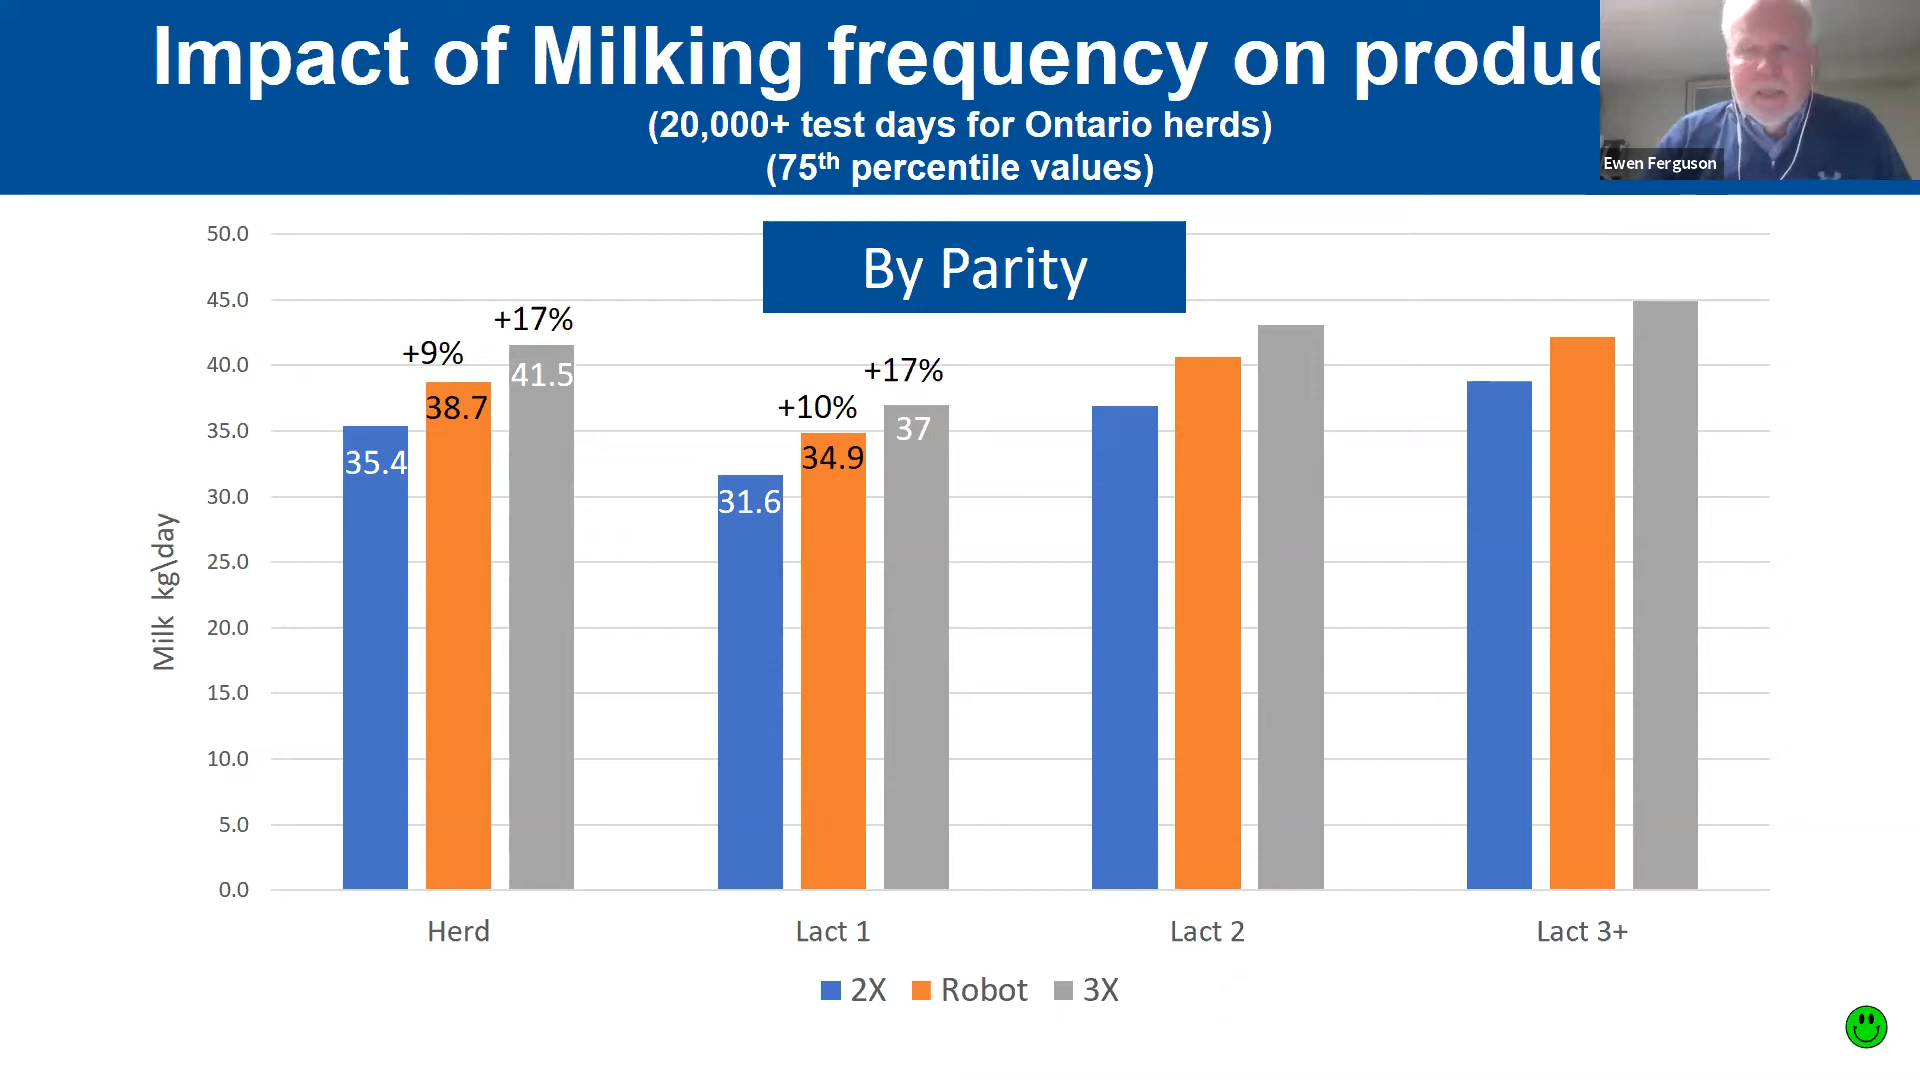 Impact of Milking frequency on produc
(20,000+ test days for Ontario herds)
(75th percentile values)
Ewen Ferguson
By Parity
50.0
45.0
40.0
35.0
30.0
25.0
20.0
15.0
10.0
5.0
0.0
Milk kg\day
+9%
+17%
35.4
38.7
41.5
+10%
+17%
31.6
34.9
37
Herd
Lact 1
Lact 2
Lact 3+
2X
Robot
3X